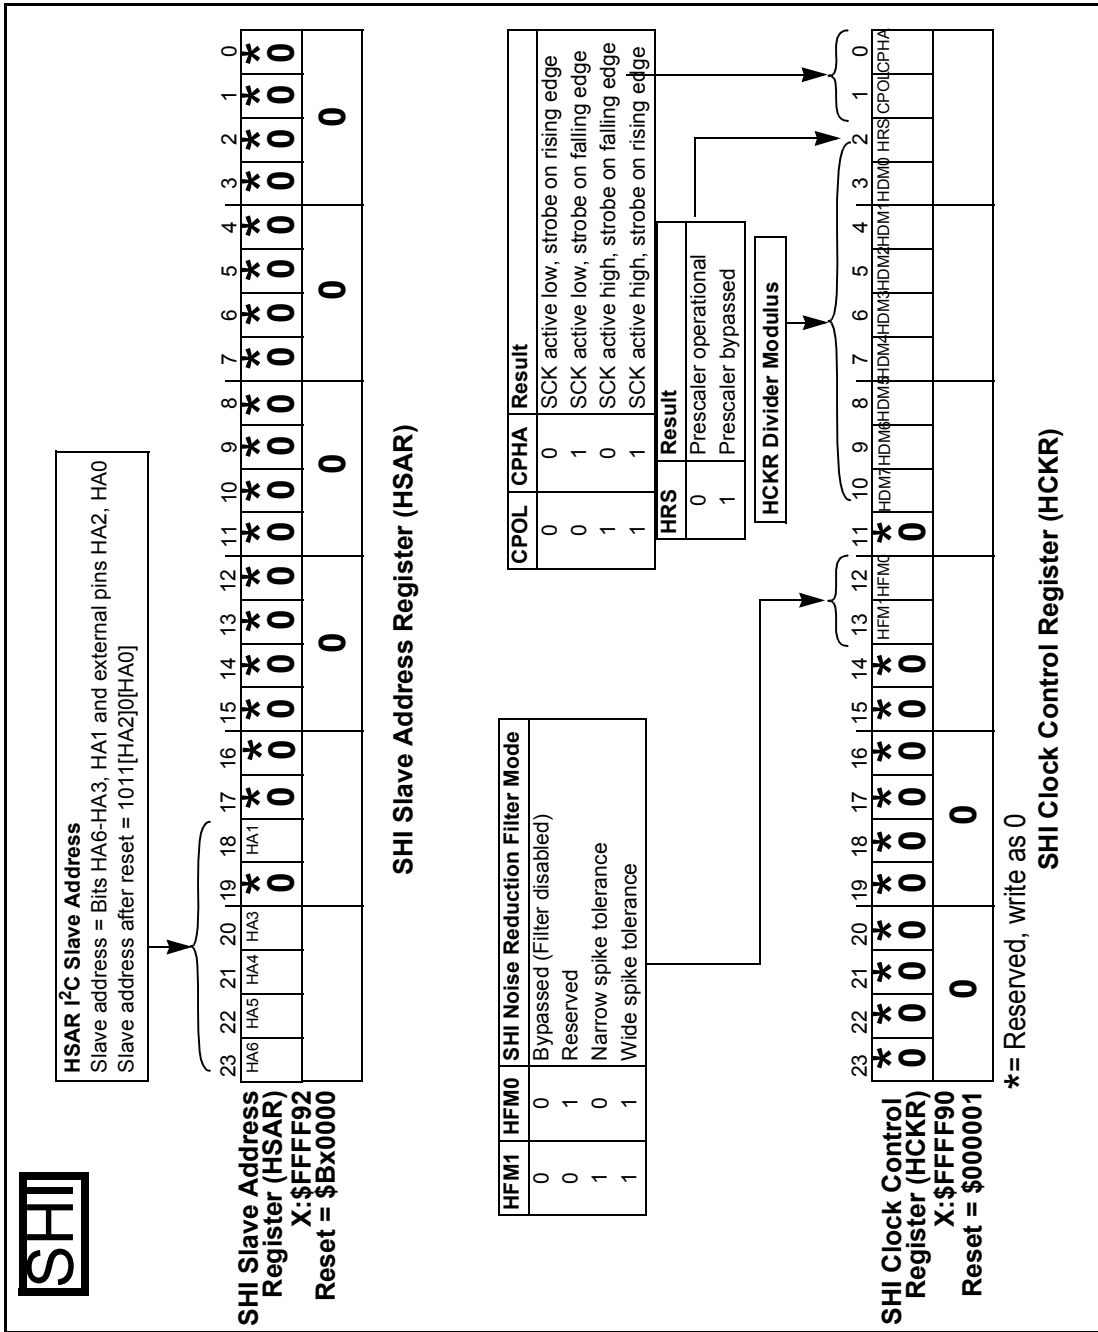 SHI
HSAR I²C Slave Address
Slave address = Bits HA6-HA3, HA1 and external pins HA2, HA0
Slave address after reset = 1011[HA2]0[HA0]
23 22 21 20 19 18 17 16 15 14 13 12 11 10 9 8 7 6 5 4 3 2 1 0
SHI Slave Address
Register (HSAR)
X:$FFFF92
Reset = $Bx0000
HA6 HA5 HA4 HA3 * HA1 * * * * * * * * * * * * * * * * * *
0 0 0 0 0 0 0 0 0 0 0 0 0 0 0 0 0 0 0
0 0 0 0
SHI Slave Address Register (HSAR)
HFM1 HFM0 SHI Noise Reduction Filter Mode
0 0 Bypassed (Filter disabled)
0 1 Reserved
1 0 Narrow spike tolerance
1 1 Wide spike tolerance
CPOL CPHA Result
0 0 SCK active low, strobe on rising edge
0 1 SCK active low, strobe on falling edge
1 0 SCK active high, strobe on falling edge
1 1 SCK active high, strobe on rising edge
HRS Result
0 Prescaler operational
1 Prescaler bypassed
HCKR Divider Modulus
23 22 21 20 19 18 17 16 15 14 13 12 11 10 9 8 7 6 5 4 3 2 1 0
SHI Clock Control
Register (HCKR)
X:$FFFF90
Reset = $000001
* * * * * * * * * * HFM1 HFM0 * HDM7 HDM6 HDM5 HDM4 HDM3 HDM2 HDM1 HDM0 HRS CPOL CPHA
0 0 0 0 0 0 0 0 0 0 0
0 0
*= Reserved, write as 0
SHI Clock Control Register (HCKR)